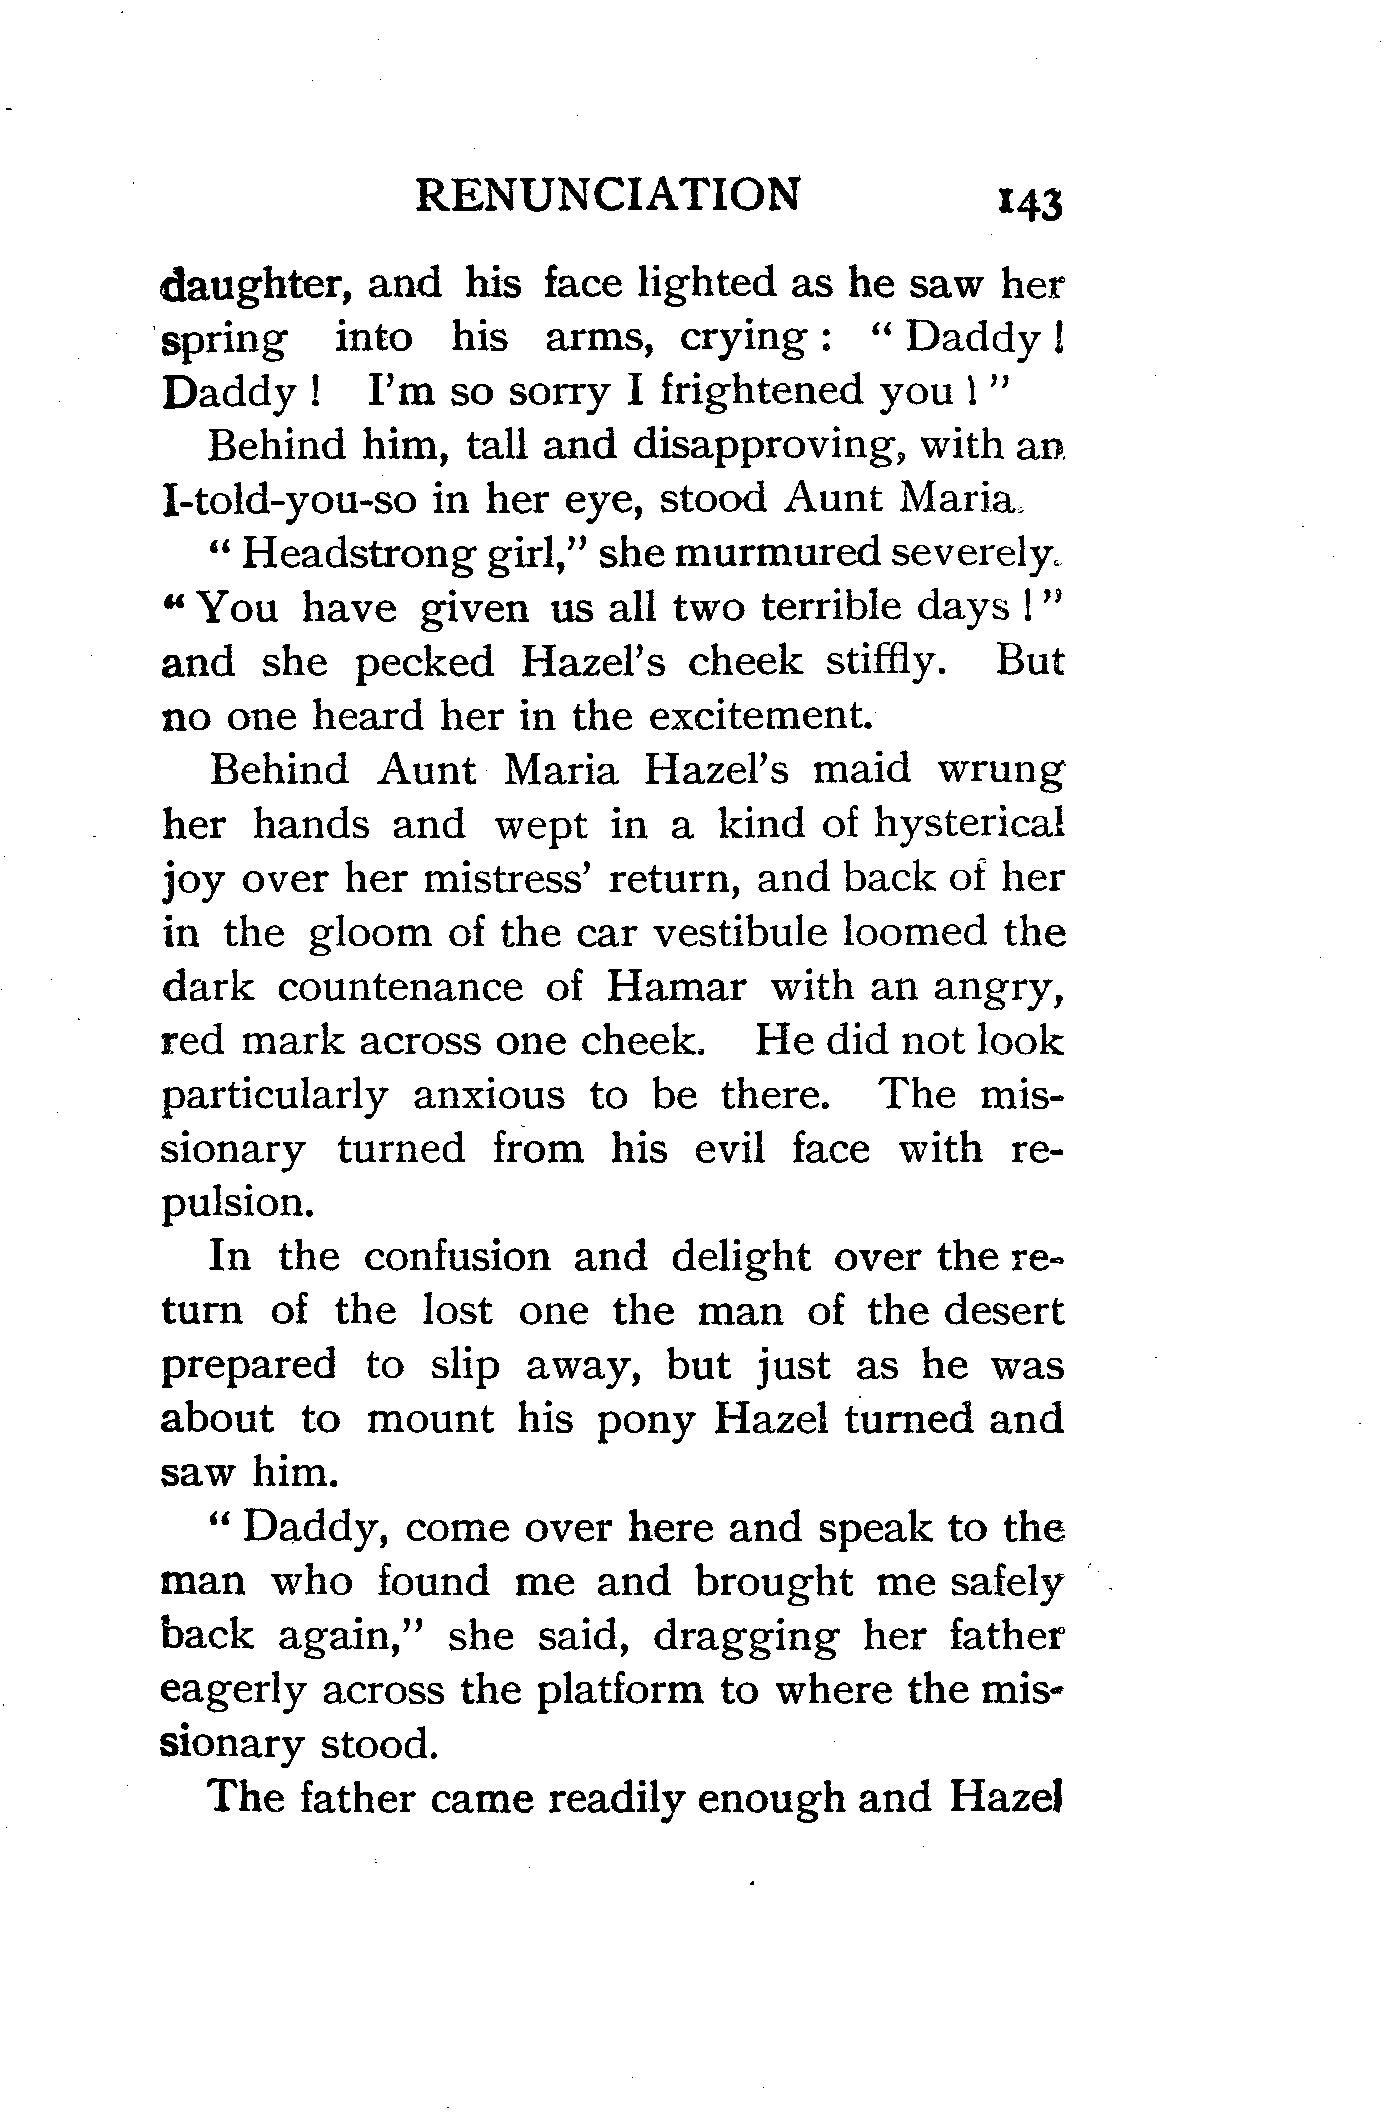 RENUNCIATION 143
daughter, and his face lighted as he saw her
spring into his arms, crying : “ Daddy !
Daddy ! I’m so sorry I frightened you ! ”
Behind him, tall and disapproving, with an
I-told-you-so in her eye, stood Aunt Maria.
“ Headstrong girl,” she murmured severely.
“ You have given us all two terrible days ! ”
and she pecked Hazel’s cheek stiffly. But
no one heard her in the excitement.
Behind Aunt Maria Hazel’s maid wrung
her hands and wept in a kind of hysterical
joy over her mistress’ return, and back of her
in the gloom of the car vestibule loomed the
dark countenance of Hamar with an angry,
red mark across one cheek. He did not look
particularly anxious to be there. The mis-
sionary turned from his evil face with re-
pulsion.
In the confusion and delight over the re-
turn of the lost one the man of the desert
prepared to slip away, but just as he was
about to mount his pony Hazel turned and
saw him.
“ Daddy, come over here and speak to the
man who found me and brought me safely
back again,” she said, dragging her father
eagerly across the platform to where the mis-
sionary stood.
The father came readily enough and Hazel